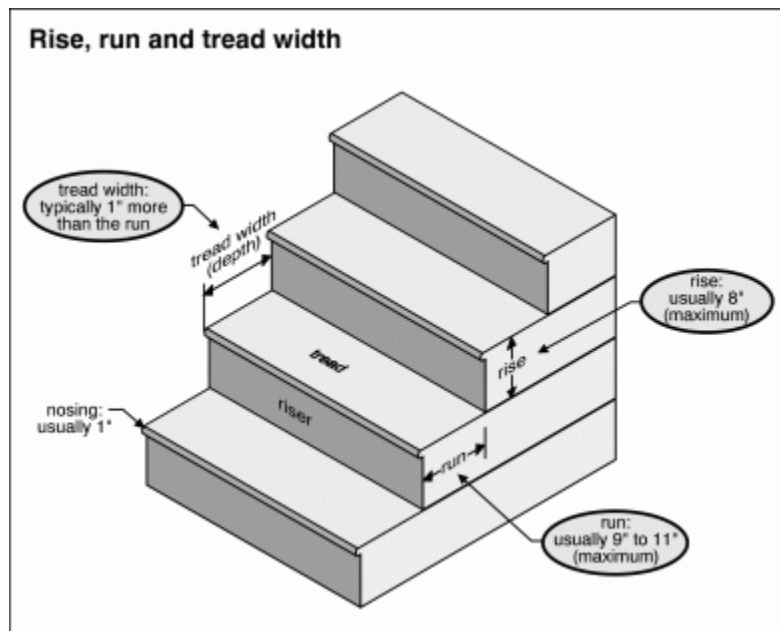 Rise, run and tread width
tread width:
typically 1" more
than the run
tread width
(depth)
rise:
usually 8"
(maximum)
rise
tread
nosing:
usually 1"
riser
run
run:
usually 9" to 11"
(maximum)